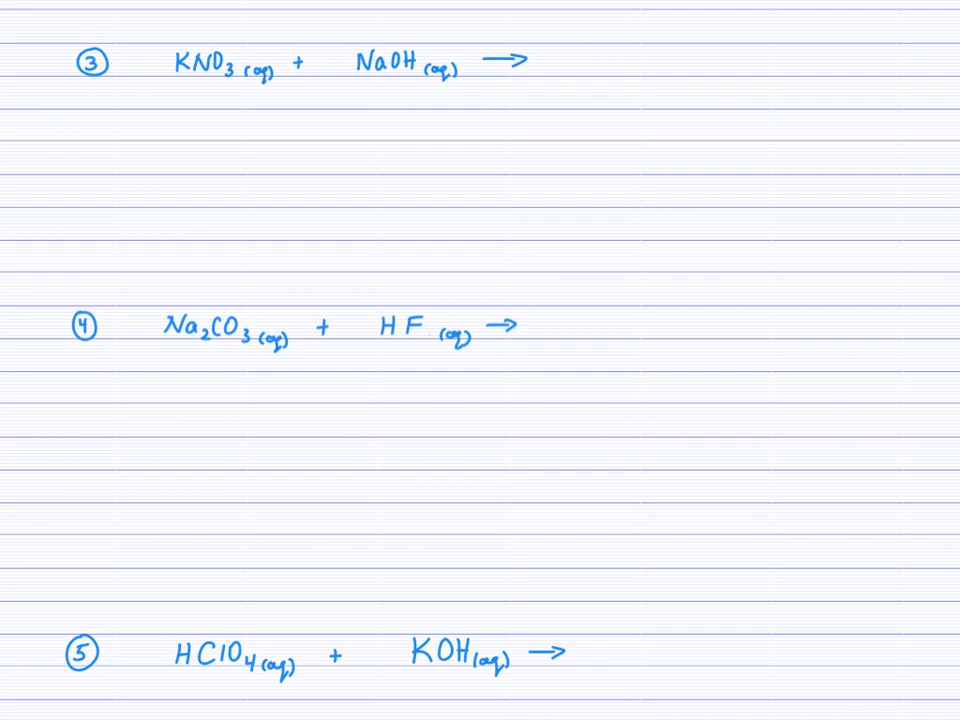 ③ KNO₃ (aq) + NaOH (aq) →
④ Na₂CO₃ (aq) + HF (aq) →
⑤ HClO₄ (aq) + KOH (aq) →